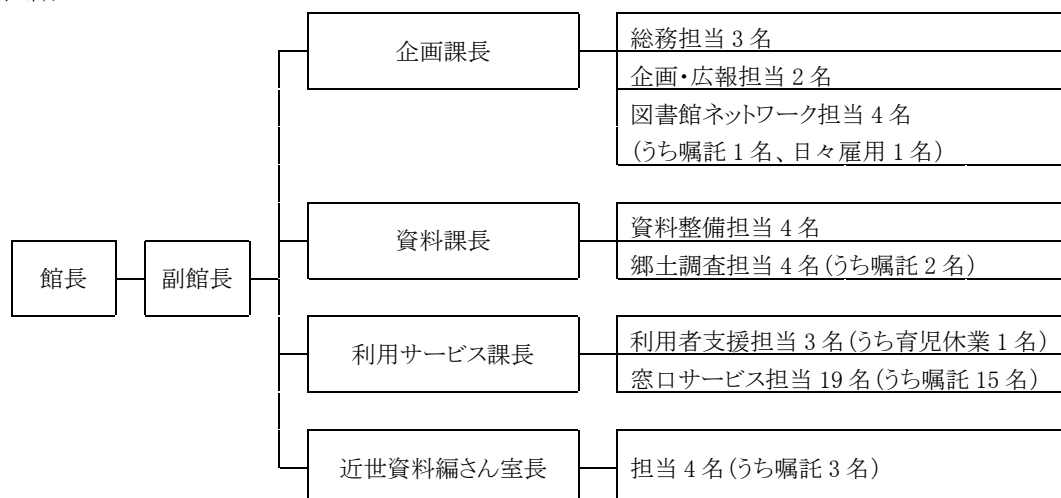 館長
副館長
企画課長
総務担当 3 名
企画・広報担当 2 名
図書館ネットワーク担当 4 名
(うち嘱託 1 名、日々雇用 1 名)
資料課長
資料整備担当 4 名
郷土調査担当 4 名(うち嘱託 2 名)
利用サービス課長
利用者支援担当 3 名(うち育児休業 1 名)
窓口サービス担当 19 名(うち嘱託 15 名)
近世資料編さん室長
担当 4 名(うち嘱託 3 名)